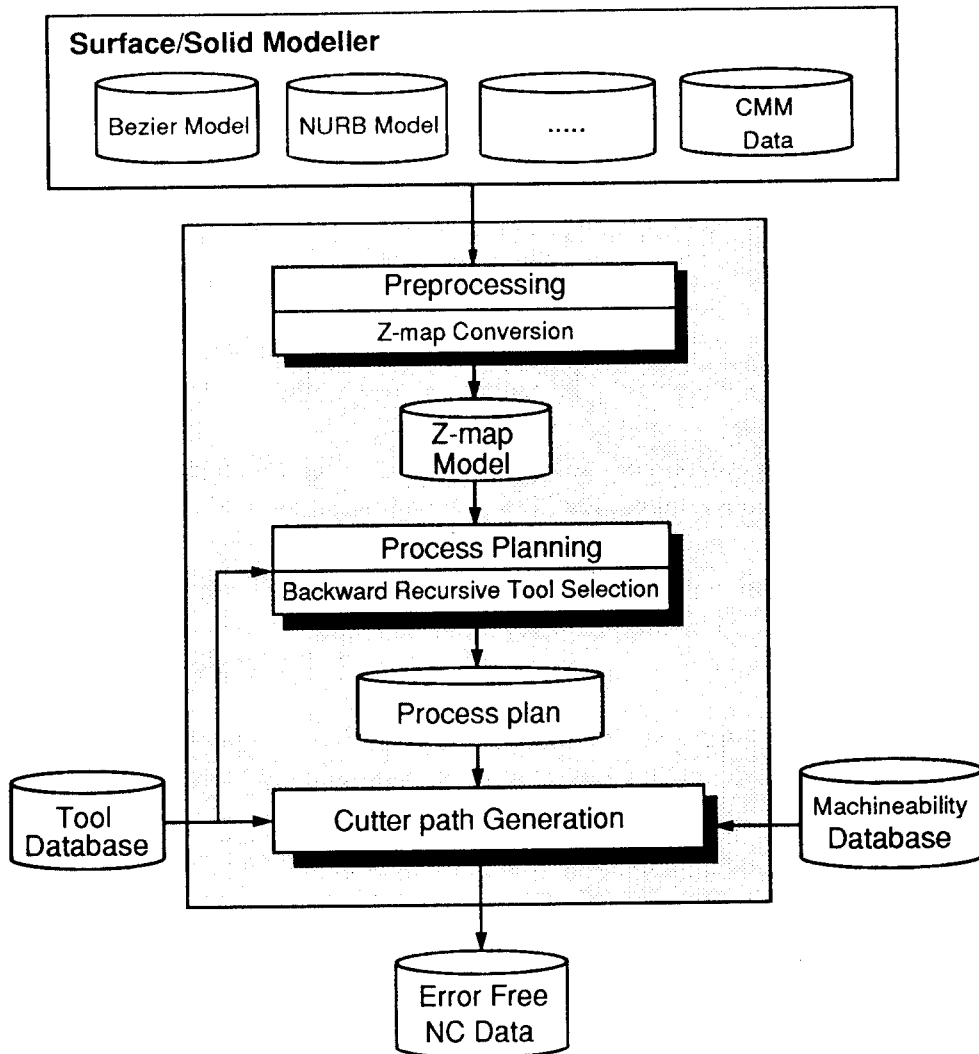 Surface/Solid Modeller
Bezier Model
NURB Model
.....
CMM
Data
Preprocessing
Z-map Conversion
Z-map
Model
Process Planning
Backward Recursive Tool Selection
Process plan
Tool
Database
Cutter path Generation
Machineability
Database
Error Free
NC Data